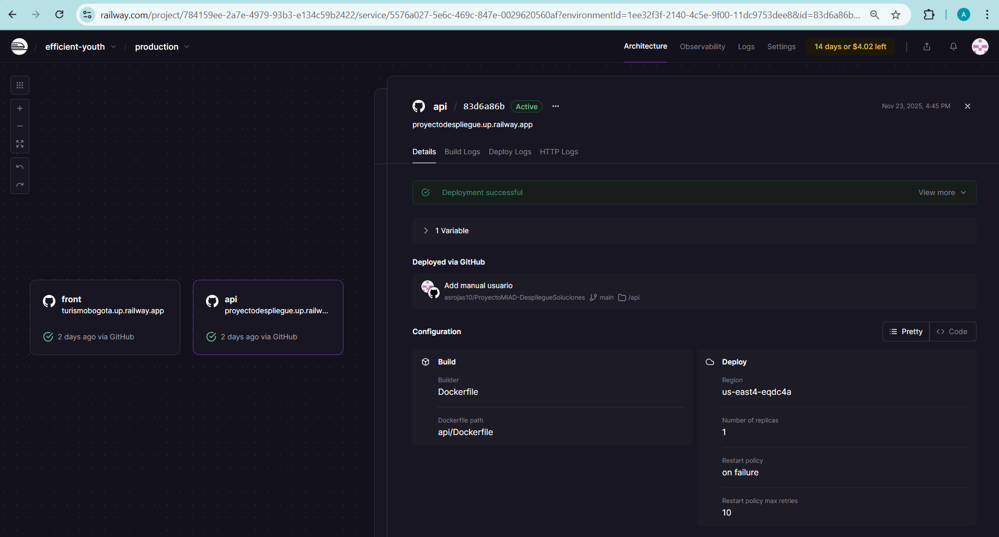 railway.com/project/784159ee-2a7e-4979-93b3-e134c59b2422/service/5576a027-5e6c-469c-847e-0029620560af?environmentId=1ee32f3f-2140-4c5e-9f00-11dc9753dee8&id=83d6a86b...
A
/ efficient-youth / production
Architecture Observability Logs Settings 14 days or $4.02 left
api / 83d6a86b Active
Nov 23, 2025, 4:45 PM
proyectodespliegue.up.railway.app
Details Build Logs Deploy Logs HTTP Logs
Deployment successful View more
1 Variable
Deployed via GitHub
Add manual usuario
asrojas10/ProyectoMIAD-DespliegueSoluciones main /api
front
turismobogota.up.railway.app
2 days ago via GitHub
api
proyectodespliegue.up.railw...
2 days ago via GitHub
Configuration
Pretty <> Code
Build
Builder
Dockerfile
Dockerfile path
api/Dockerfile
Deploy
Region
us-east4-eqdc4a
Number of replicas
1
Restart policy
on failure
Restart policy max retries
10